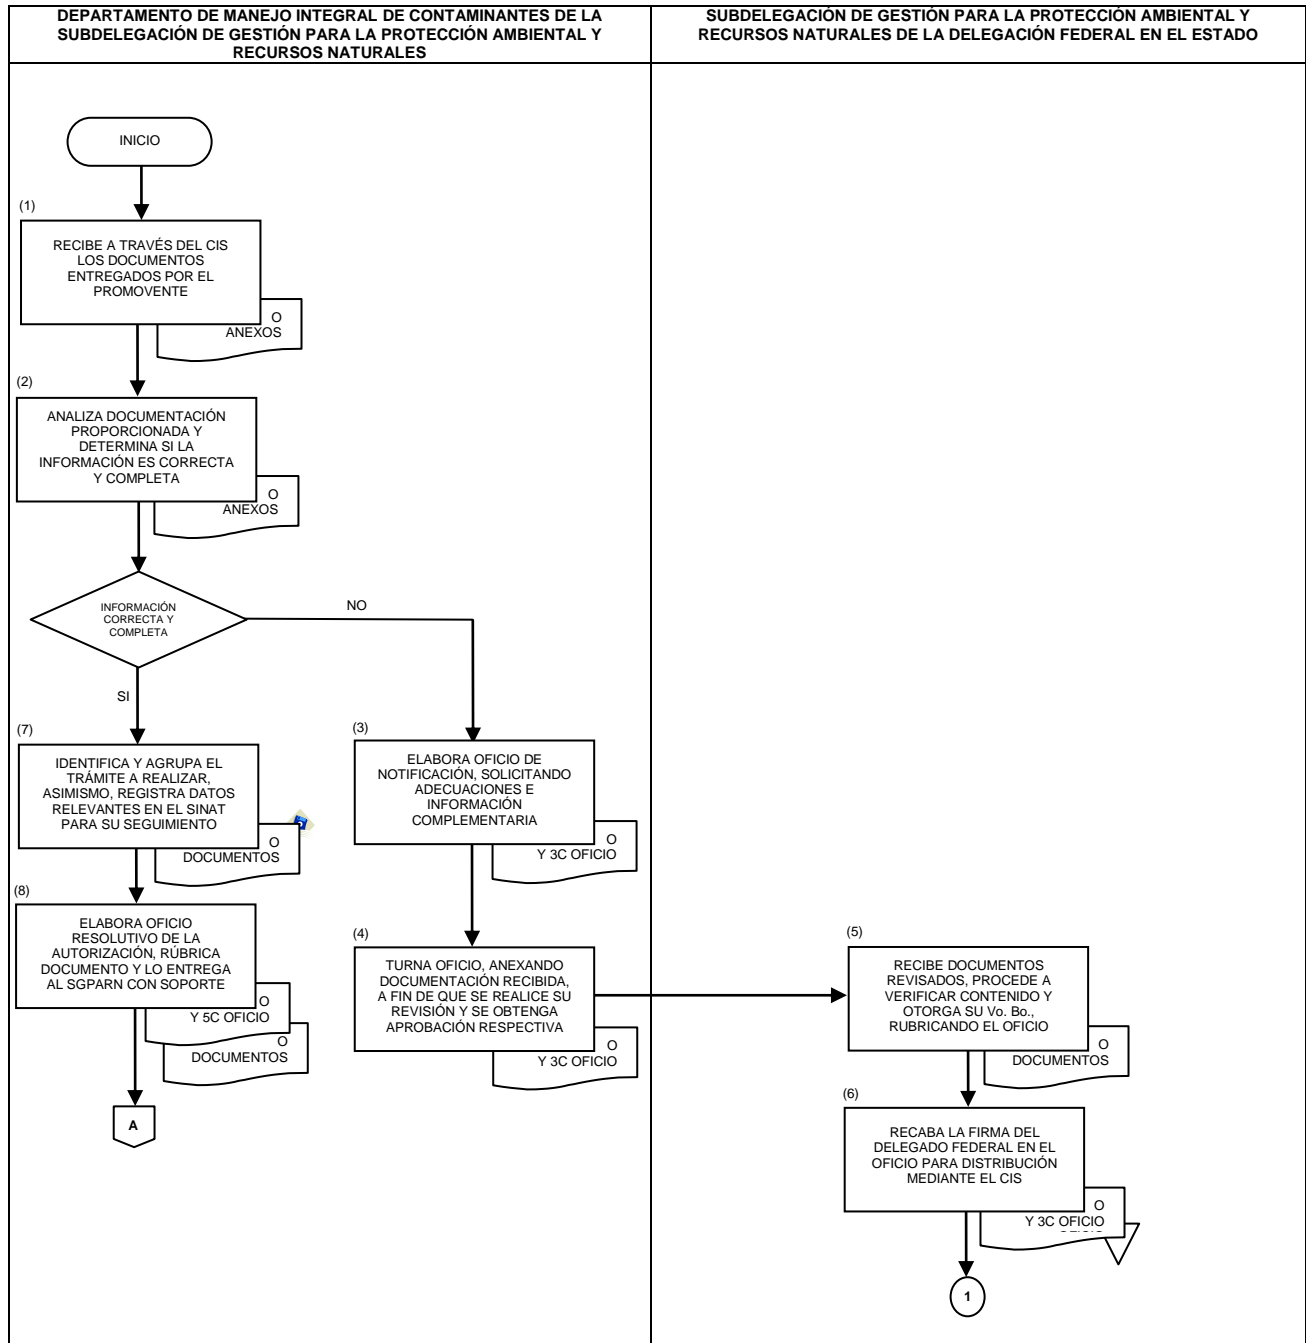 DEPARTAMENTO DE MANEJO INTEGRAL DE CONTAMINANTES DE LA
SUBDELEGACIÓN DE GESTIÓN PARA LA PROTECCIÓN AMBIENTAL Y
RECURSOS NATURALES
SUBDELEGACIÓN DE GESTIÓN PARA LA PROTECCIÓN AMBIENTAL Y
RECURSOS NATURALES DE LA DELEGACIÓN FEDERAL EN EL ESTADO
INICIO
(1)
RECIBE A TRAVÉS DEL CIS
LOS DOCUMENTOS
ENTREGADOS POR EL
PROMOVENTE
O
ANEXOS
(2)
ANALIZA DOCUMENTACIÓN
PROPORCIONADA Y
DETERMINA SI LA
INFORMACIÓN ES CORRECTA
Y COMPLETA
O
ANEXOS
INFORMACIÓN
CORRECTA Y
COMPLETA
NO
SI
(7)
IDENTIFICA Y AGRUPA EL
TRÁMITE A REALIZAR,
ASIMISMO, REGISTRA DATOS
RELEVANTES EN EL SINAT
PARA SU SEGUIMIENTO
O
DOCUMENTOS
(3)
ELABORA OFICIO DE
NOTIFICACIÓN, SOLICITANDO
ADECUACIONES E
INFORMACIÓN
COMPLEMENTARIA
O
Y 3C OFICIO
(8)
ELABORA OFICIO
RESOLUTIVO DE LA
AUTORIZACIÓN, RÚBRICA
DOCUMENTO Y LO ENTREGA
AL SGPARN CON SOPORTE
O
Y 5C OFICIO
O
DOCUMENTOS
A
(4)
TURNA OFICIO, ANEXANDO
DOCUMENTACIÓN RECIBIDA,
A FIN DE QUE SE REALICE SU
REVISIÓN Y SE OBTENGA
APROBACIÓN RESPECTIVA
O
Y 3C OFICIO
(5)
RECIBE DOCUMENTOS
REVISADOS, PROCEDE A
VERIFICAR CONTENIDO Y
OTORGA SU Vo. Bo.,
RUBRICANDO EL OFICIO
O
DOCUMENTOS
(6)
RECABA LA FIRMA DEL
DELEGADO FEDERAL EN EL
OFICIO PARA DISTRIBUCIÓN
MEDIANTE EL CIS
O
Y 3C OFICIO
1